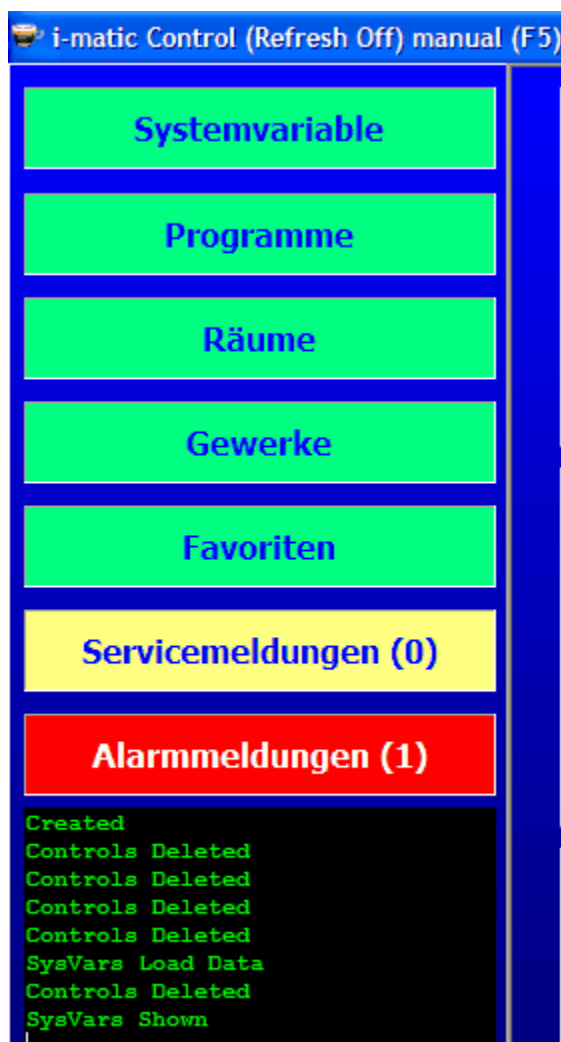 i-matic Control (Refresh Off) manual (F5)
Systemvariable
Programme
Räume
Gewerke
Favoriten
Servicemeldungen (0)
Alarmmeldungen (1)
Created
Controls Deleted
Controls Deleted
Controls Deleted
Controls Deleted
SysVars Load Data
Controls Deleted
SysVars Shown